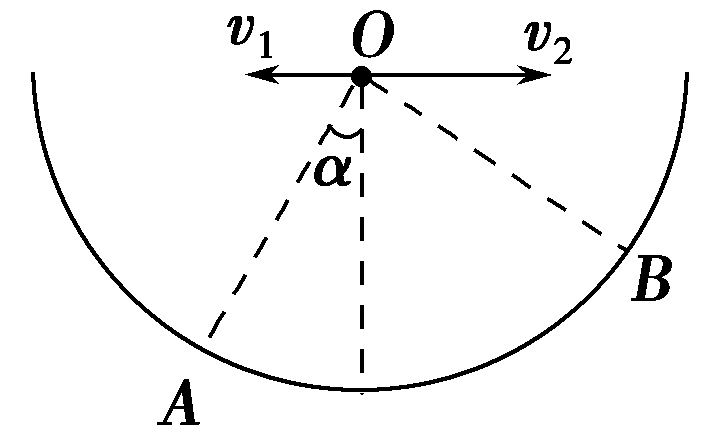 v₁ O v₂
α
B
A